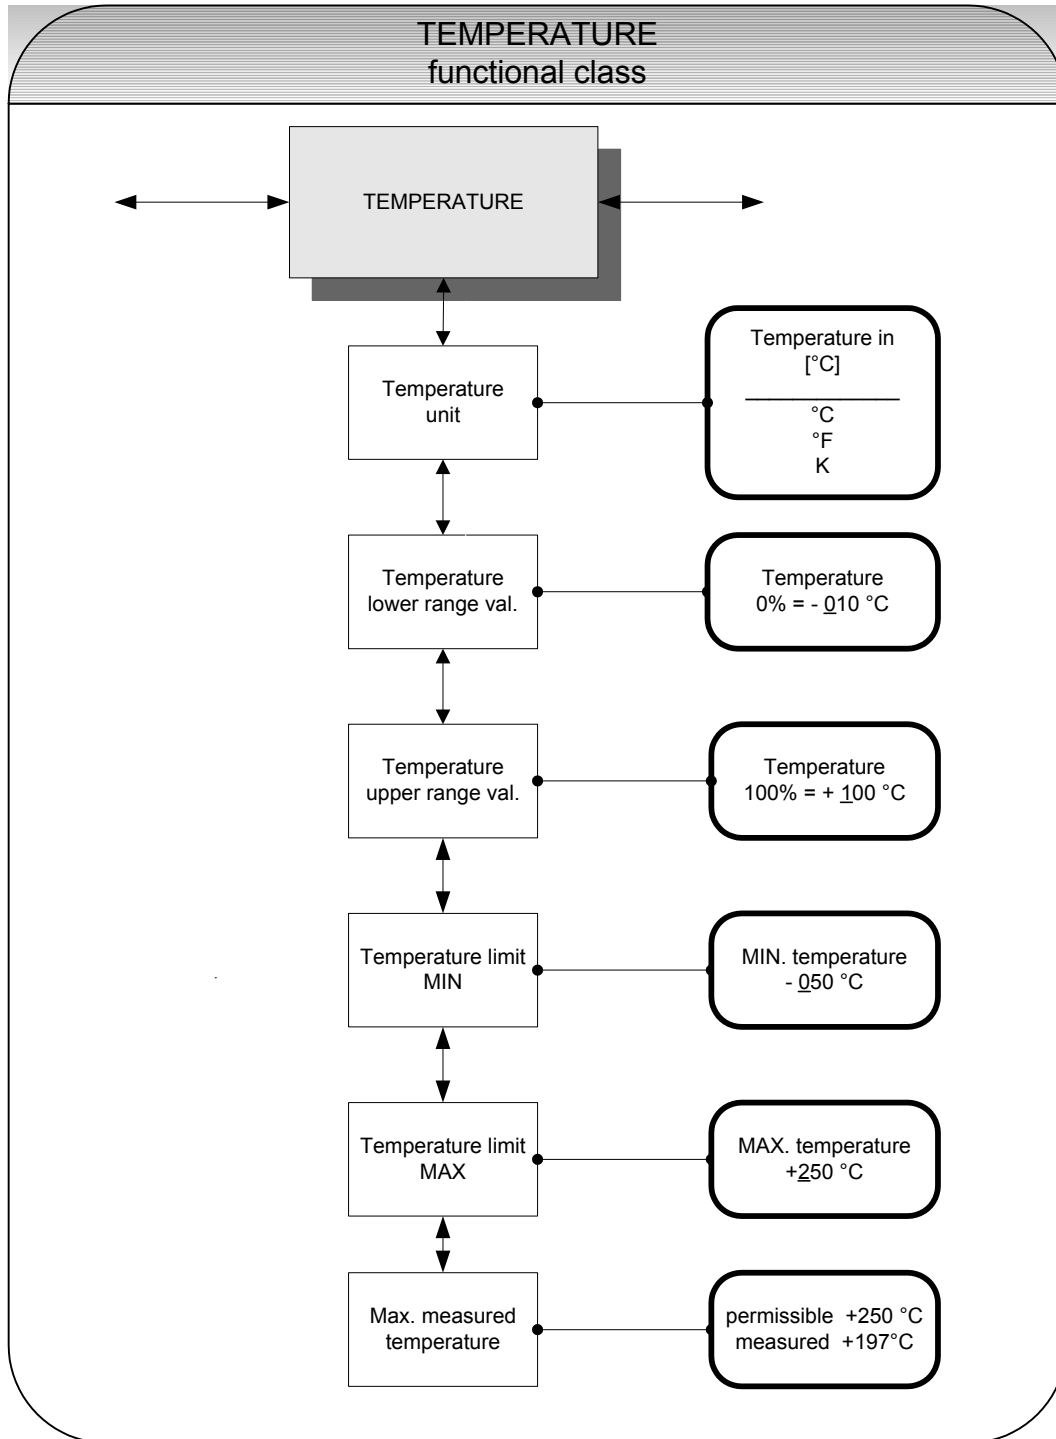 TEMPERATURE
functional class
TEMPERATURE
Temperature
unit
Temperature in
[°C]
°C
°F
K
Temperature
lower range val.
Temperature
0% = - 010 °C
Temperature
upper range val.
Temperature
100% = + 100 °C
Temperature limit
MIN
MIN. temperature
- 050 °C
Temperature limit
MAX
MAX. temperature
+250 °C
Max. measured
temperature
permissible +250 °C
measured +197°C